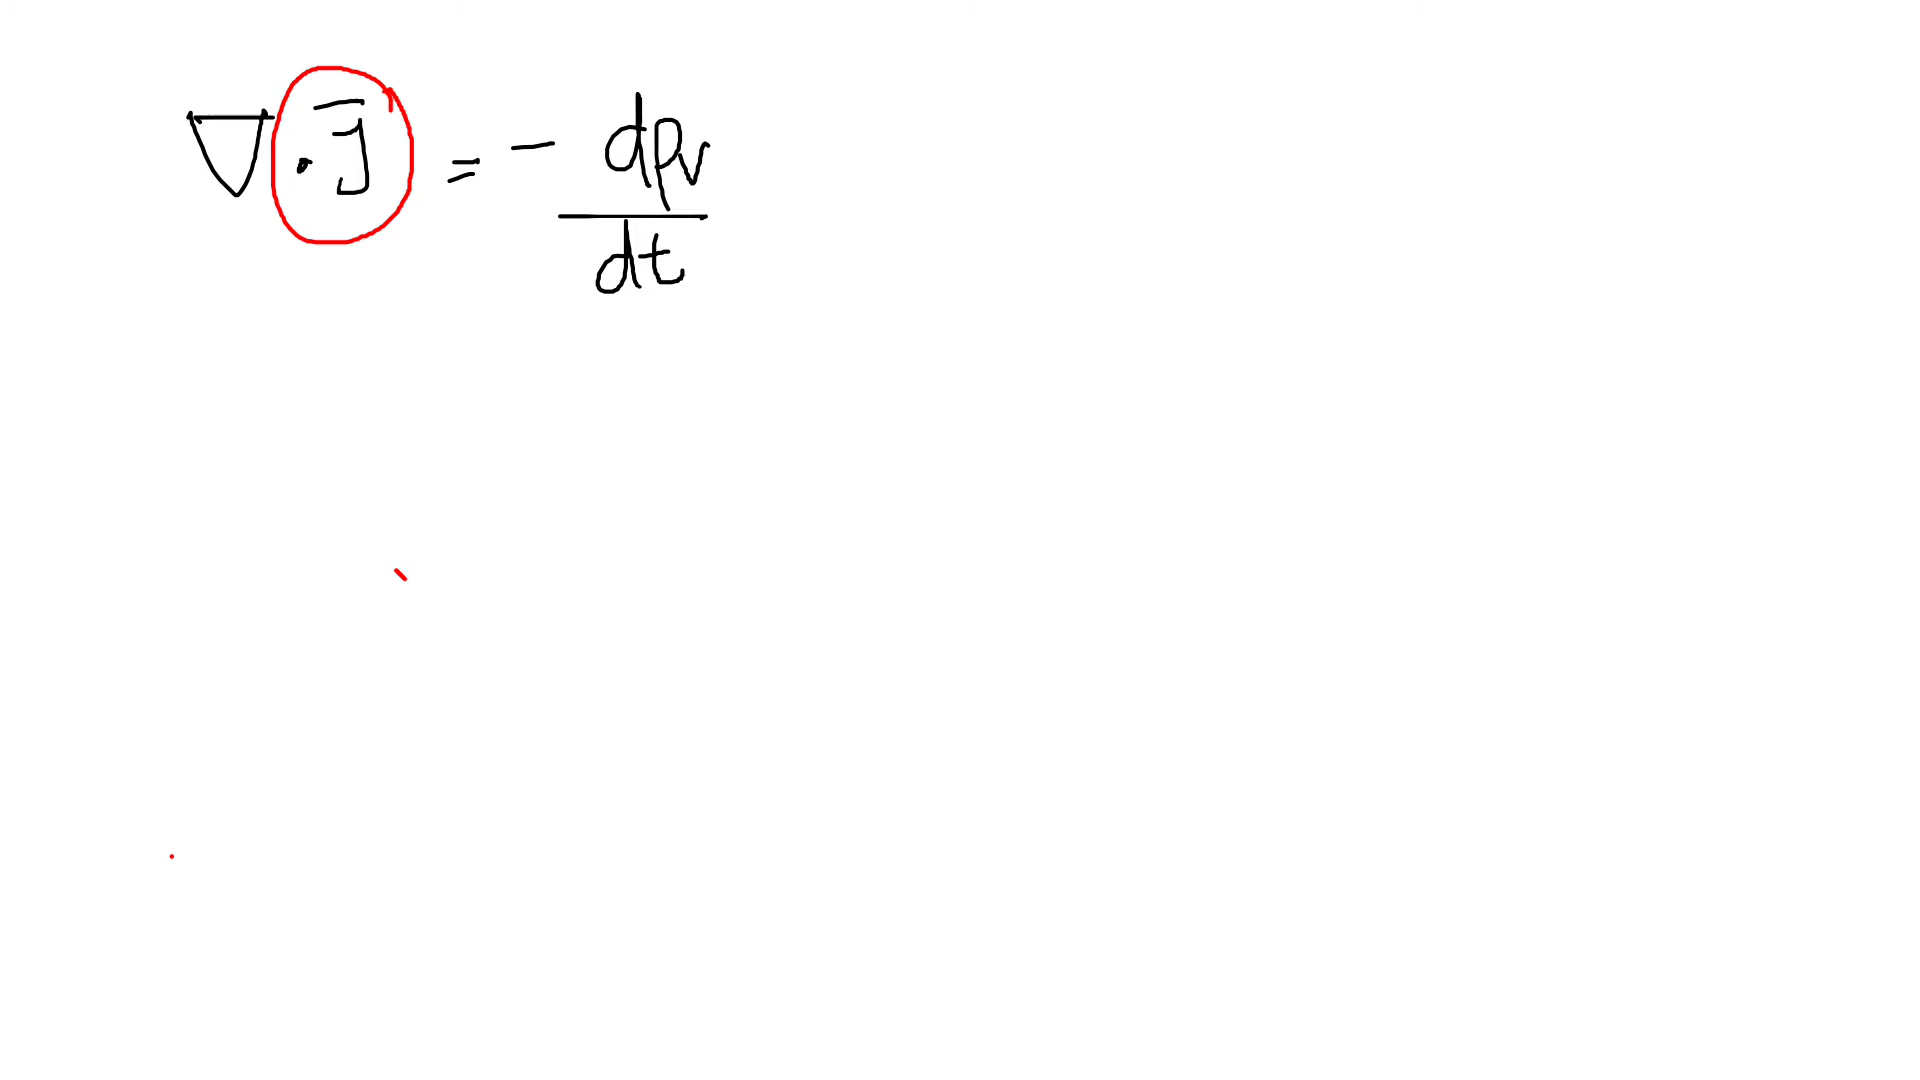 ∇ . J̅ = - dρv/dt